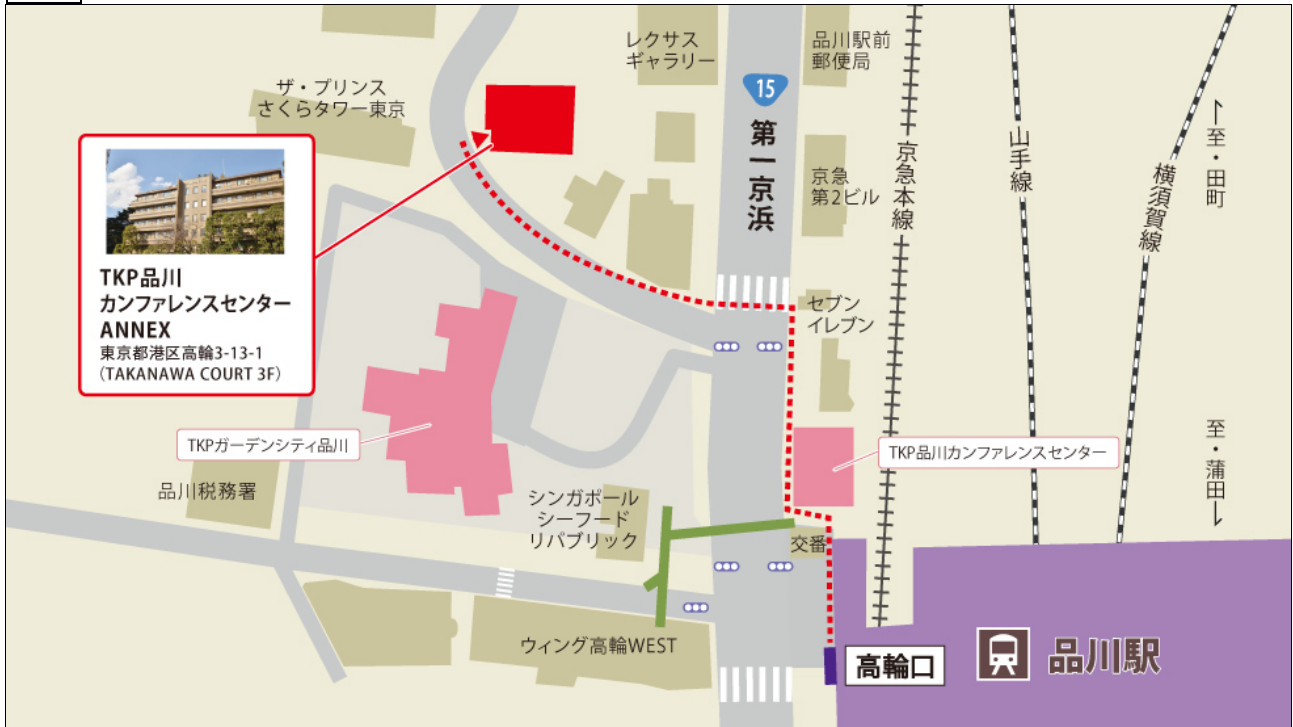 レクサス
ギャラリー
品川駅前
郵便局
ザ・プリンス
さくらタワー東京
15
第一京浜
京急
第2ビル
京急本線
山手線
横須賀線
至・田町
TKP品川
カンファレンスセンター
ANNEX
東京都港区高輪3-13-1
(TAKANAWA COURT 3F)
セブン
イレブン
TKPガーデンシティ品川
TKP品川カンファレンスセンター
至・蒲田
品川税務署
シンガポール
シーフード
リパブリック
交番
ウィング高輪WEST
高輪口
品川駅